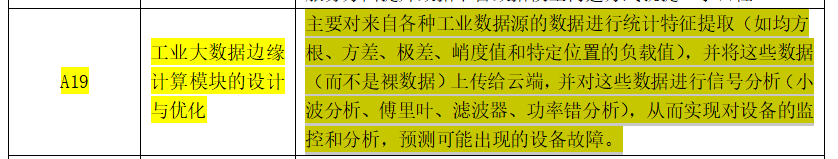 A19
工业大数据边缘
计算模块的设计
与优化
主要对来自各种工业数据源的数据进行统计特征提取（如均方
根、方差、极差、峭度值和特定位置的负载值），并将这些数据
（而不是裸数据）上传给云端，并对这些数据进行信号分析（小
波分析、傅里叶、滤波器、功率错分析），从而实现对设备的监
控和分析，预测可能出现的设备故障。